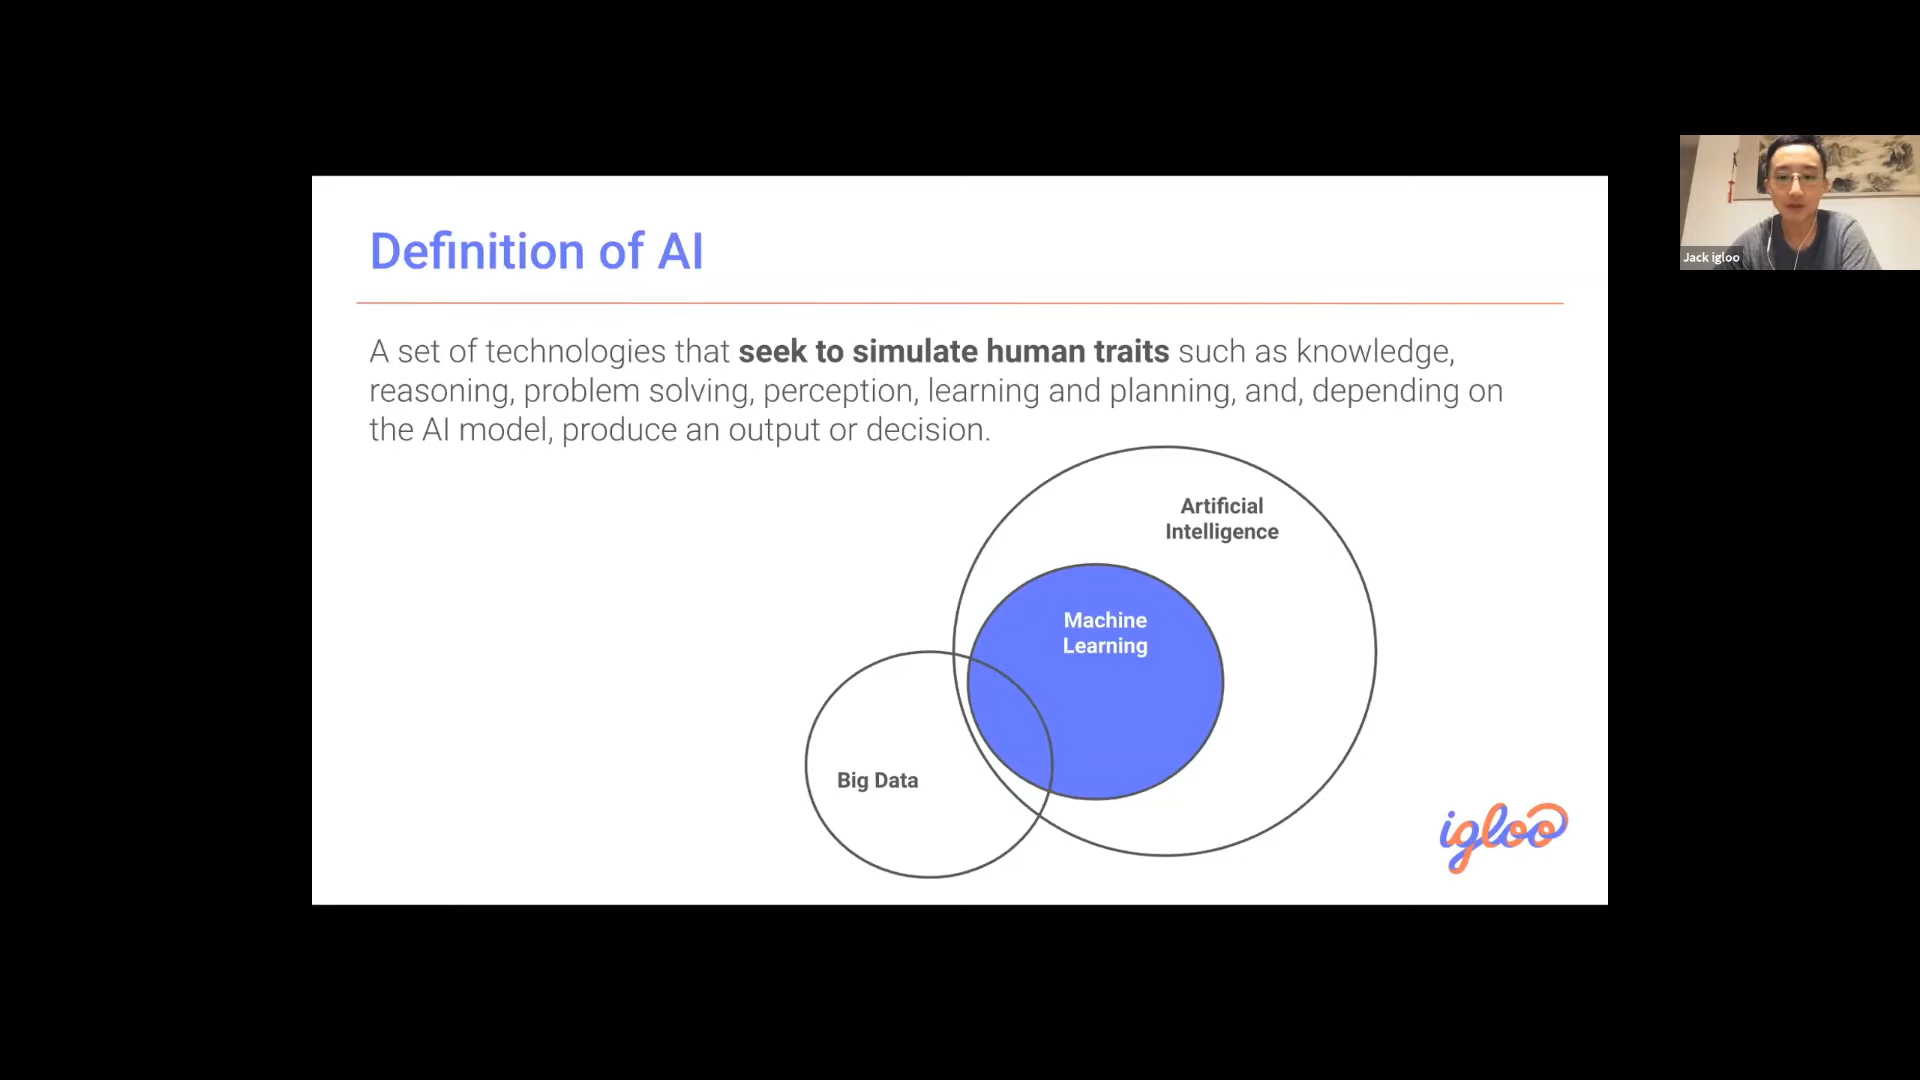 Definition of AI
A set of technologies that seek to simulate human traits such as knowledge,
reasoning, problem solving, perception, learning and planning, and, depending on
the AI model, produce an output or decision.
Artificial
Intelligence
Machine
Learning
Big Data
igloo
Jack igloo